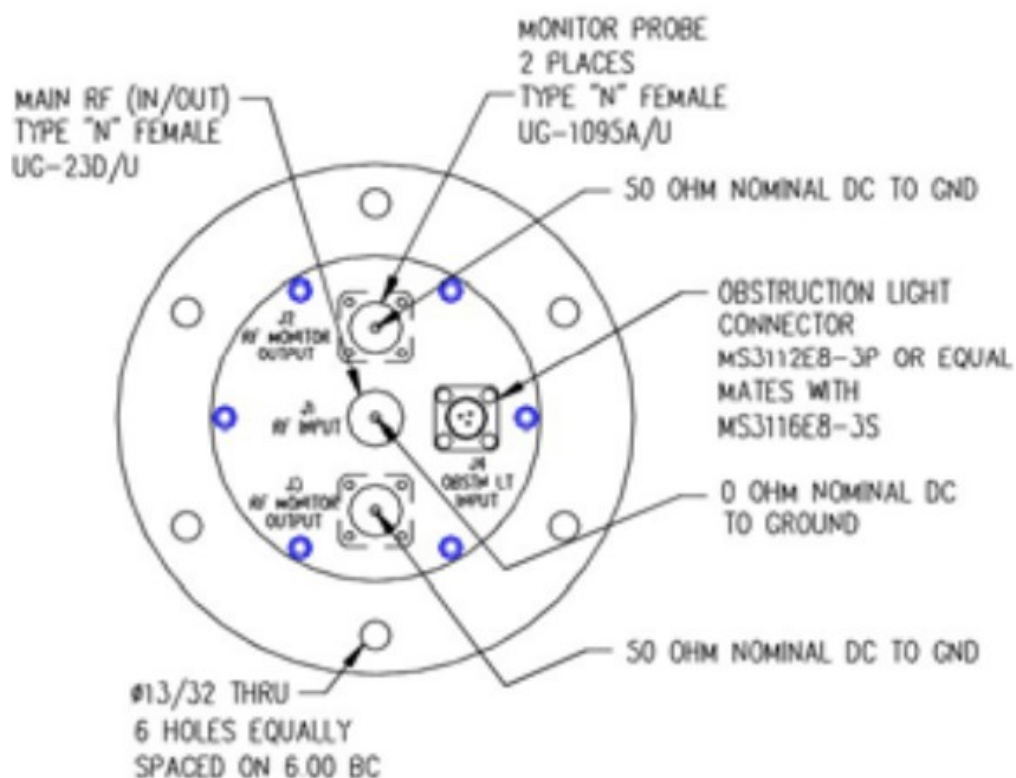 MONITOR PROBE
2 PLACES
TYPE "N" FEMALE
UG-1095A/U
MAIN RF (IN/OUT)
TYPE "N" FEMALE
UG-23D/U
50 OHM NOMINAL DC TO GND
OBSTRUCTION LIGHT
CONNECTOR
MS3112E8-3P OR EQUAL
MATES WITH
MS3116E8-3S
J2
RF MONITOR
OUTPUT
J1
RF INPUT
J4
OBSTN LT
INPUT
J3
RF MONITOR
OUTPUT
0 OHM NOMINAL DC
TO GROUND
50 OHM NOMINAL DC TO GND
ø13/32 THRU
6 HOLES EQUALLY
SPACED ON 6.00 BC